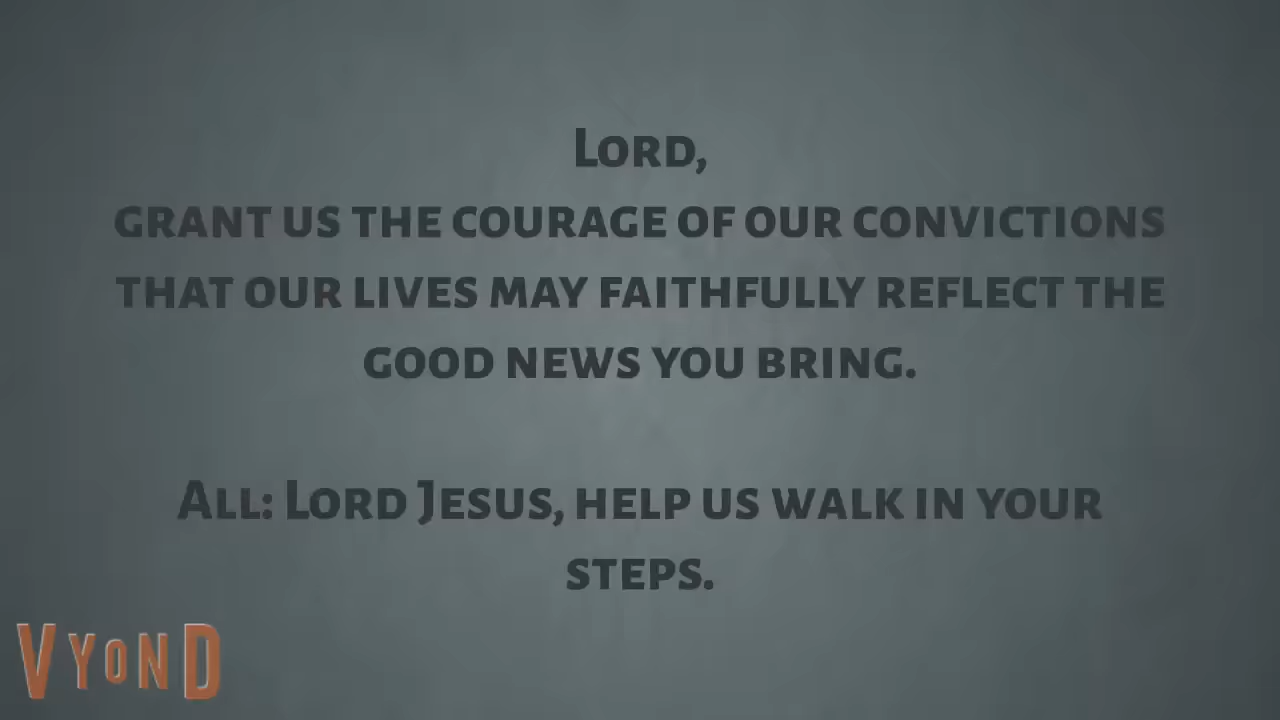 Lord,
grant us the courage of our convictions
that our lives may faithfully reflect the
good news you bring.
All: Lord Jesus, help us walk in your
steps.
VYOND